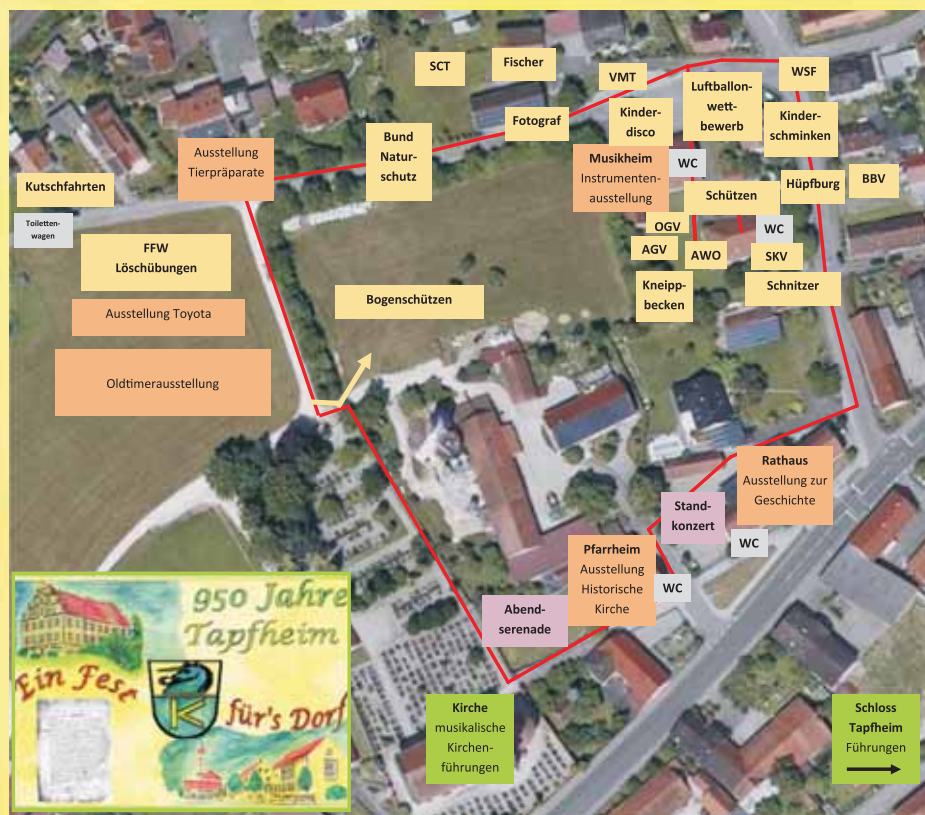 SCT
Fischer
VMT
WSF
Luftballon-
wett-
bewerb
Fotograf
Kinder-
disco
Kinder-
schminken
Bund
Natur-
schutz
Ausstellung
Tierpräparate
Musikheim
Instrumenten-
ausstellung
WC
Kutschfahrten
Hüpfburg
BBV
Schützen
Toiletten-
wagen
OGV
WC
FFW
Löschübungen
AGV
AWO
SKV
Kneipp-
becken
Schnitzer
Bogenschützen
Ausstellung Toyota
Oldtimerausstellung
Rathaus
Ausstellung zur
Geschichte
Stand-
konzert
WC
Pfarrheim
Ausstellung
Historische
Kirche
WC
Abend-
serenade
950 Jahre
Tapfheim
Ein Fest
für's Dorf
Kirche
musikalische
Kirchen-
führungen
Schloss
Tapfheim
Führungen